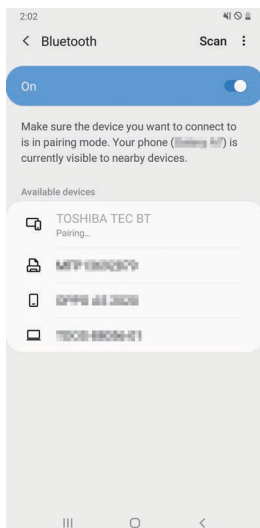 2:02
Bluetooth Scan
On
Make sure the device you want to connect to
is in pairing mode. Your phone ( ) is
currently visible to nearby devices.
Available devices
TOSHIBA TEC BT
Pairing...